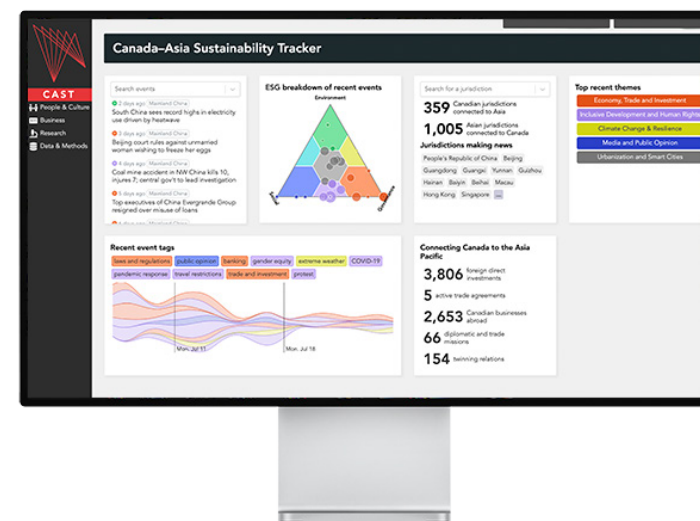 Canada–Asia Sustainability Tracker
CAST
People & Culture
Business
Research
Data & Methods
Search events
2 days ago Mainland China
South China sees record highs in electricity
use driven by heatwave
3 days ago Mainland China
Beijing court rules against unmarried
woman wishing to freeze her eggs
4 days ago Mainland China
Coal mine accident in NW China kills 10,
injures 7; central gov't to lead investigation
5 days ago Mainland China
Top executives of China Evergrande Group
resigned over misuse of loans
ESG breakdown of recent events
Environment
Search for a jurisdiction
359 Canadian jurisdictions
connected to Asia
1,005 Asian jurisdictions
connected to Canada
Jurisdictions making news
People's Republic of China Beijing
Guangdong Guangxi Yunnan Guizhou
Hainan Baiyin Beihai Macau
Hong Kong Singapore ...
Top recent themes
Economy, Trade and Investment
Inclusive Development and Human Rights
Climate Change & Resilience
Media and Public Opinion
Urbanization and Smart Cities
Recent event tags
laws and regulations public opinion banking gender equity extreme weather COVID-19
pandemic response travel restrictions trade and investment protest
Mon, Jul 11
Mon, Jul 18
Connecting Canada to the Asia
Pacific
3,806 foreign direct
investments
5 active trade agreements
2,653 Canadian businesses
abroad
66 diplomatic and trade
missions
154 twinning relations